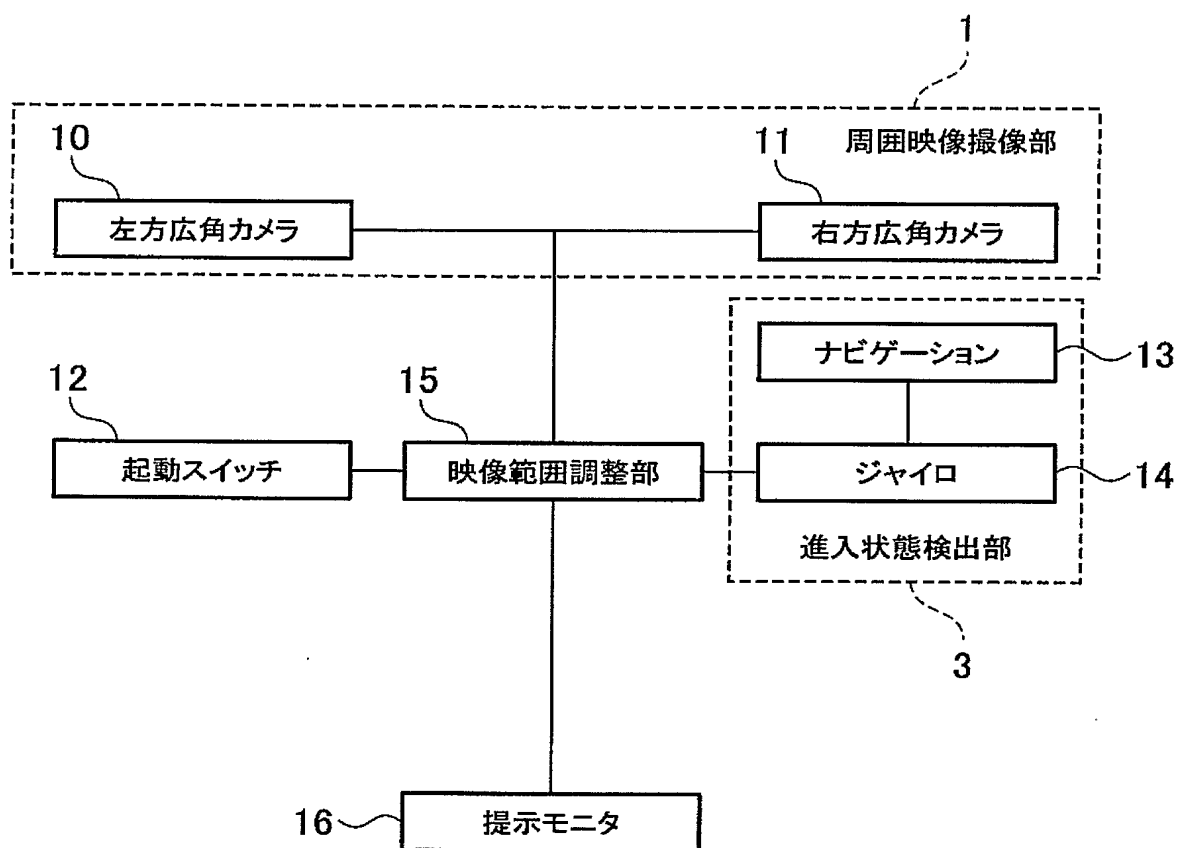 1
周囲映像撮像部
10
左方広角カメラ
11
右方広角カメラ
ナビゲーション
13
12
起動スイッチ
15
映像範囲調整部
ジャイロ
14
進入状態検出部
3
16
提示モニタ